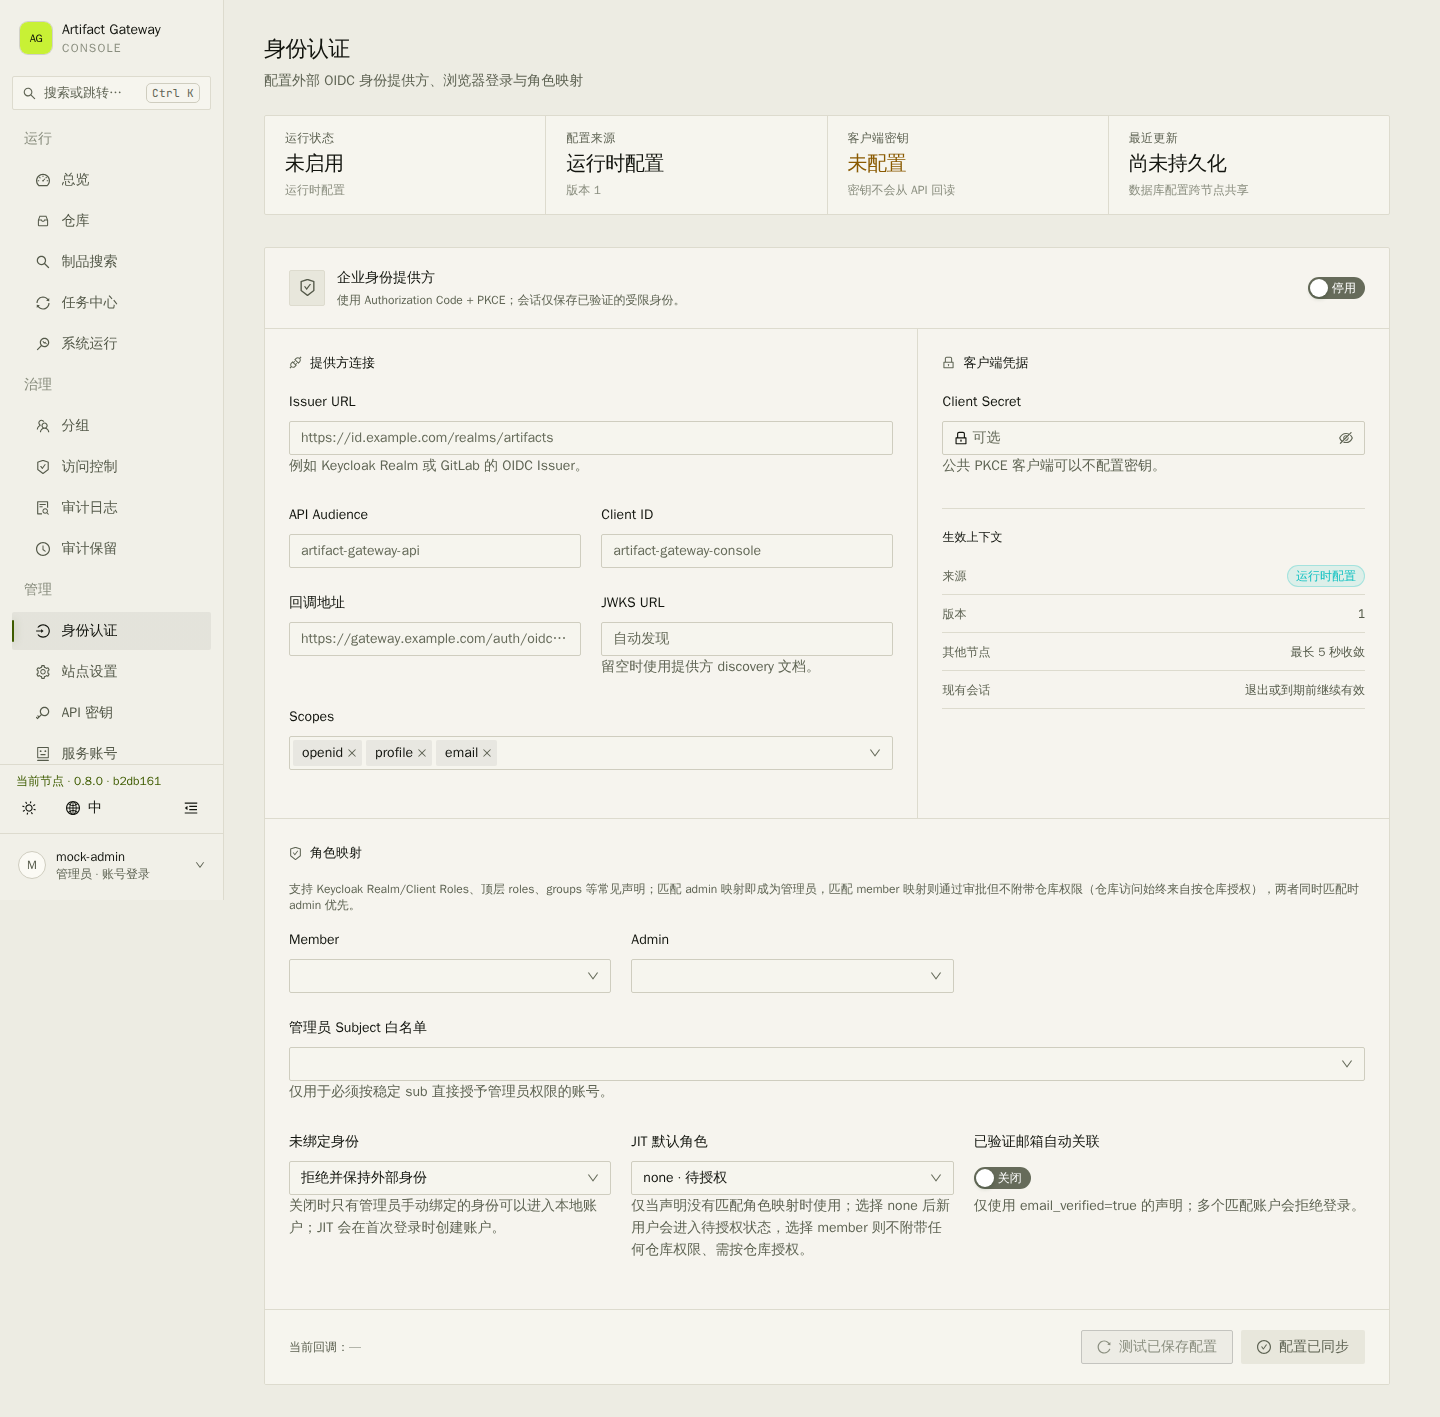 AG
Artifact Gateway
CONSOLE
搜索或跳转… Ctrl K
运行
总览
仓库
制品搜索
任务中心
系统运行
治理
分组
访问控制
审计日志
审计保留
管理
身份认证
站点设置
API 密钥
服务账号
当前节点 · 0.8.0 · b2db161
中
M
mock-admin
管理员 · 账号登录
身份认证
配置外部 OIDC 身份提供方、浏览器登录与角色映射
运行状态
未启用
运行时配置
配置来源
运行时配置
版本 1
客户端密钥
未配置
密钥不会从 API 回读
最近更新
尚未持久化
数据库配置跨节点共享
企业身份提供方
使用 Authorization Code + PKCE；会话仅保存已验证的受限身份。
停用
提供方连接
Issuer URL
https://id.example.com/realms/artifacts
例如 Keycloak Realm 或 GitLab 的 OIDC Issuer。
API Audience
artifact-gateway-api
Client ID
artifact-gateway-console
回调地址
https://gateway.example.com/auth/oidc…
JWKS URL
自动发现
留空时使用提供方 discovery 文档。
Scopes
openid profile email
客户端凭据
Client Secret
可选
公共 PKCE 客户端可以不配置密钥。
生效上下文
来源 运行时配置
版本 1
其他节点 最长 5 秒收敛
现有会话 退出或到期前继续有效
角色映射
支持 Keycloak Realm/Client Roles、顶层 roles、groups 等常见声明；匹配 admin 映射即成为管理员，匹配 member 映射则通过审批但不附带仓库权限（仓库访问始终来自按仓库授权），两者同时匹配时
admin 优先。
Member
Admin
管理员 Subject 白名单
仅用于必须按稳定 sub 直接授予管理员权限的账号。
未绑定身份
拒绝并保持外部身份
关闭时只有管理员手动绑定的身份可以进入本地账
户；JIT 会在首次登录时创建账户。
JIT 默认角色
none · 待授权
仅当声明没有匹配角色映射时使用；选择 none 后新
用户会进入待授权状态，选择 member 则不附带任
何仓库权限、需按仓库授权。
已验证邮箱自动关联
关闭
仅使用 email_verified=true 的声明；多个匹配账户会拒绝登录。
当前回调：—
测试已保存配置
配置已同步